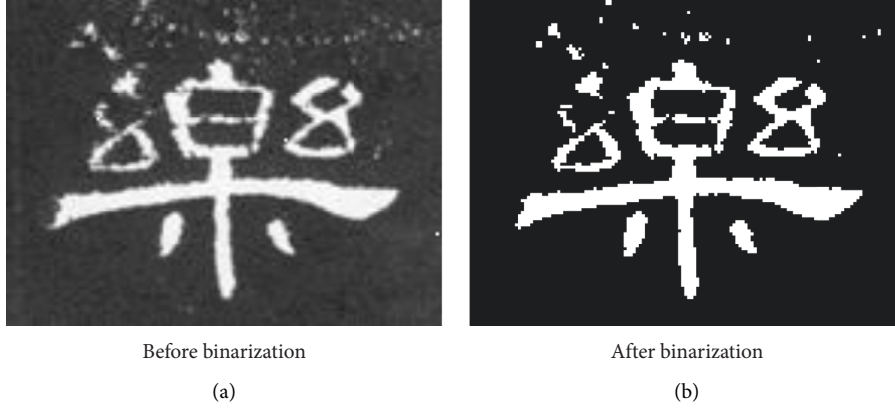 樂 樂
Before binarization After binarization
(a) (b)